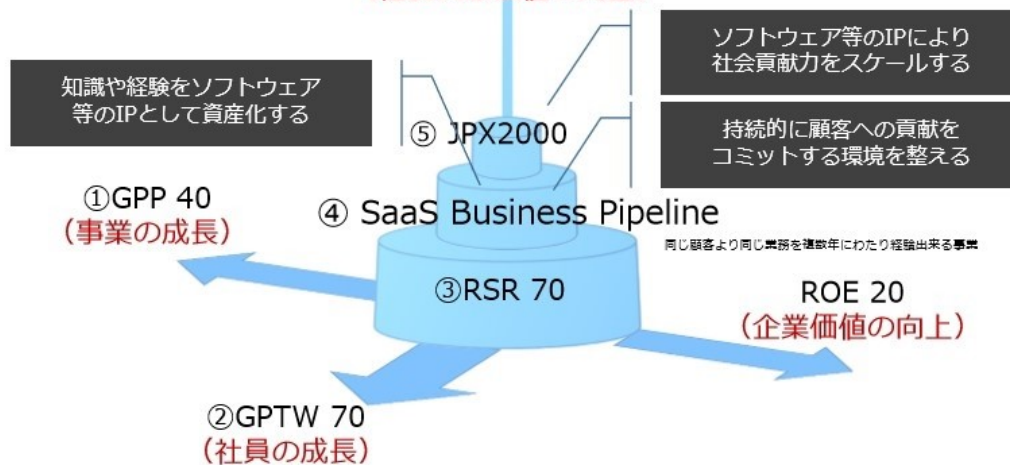 ソフトウェア等のIPにより
社会貢献力をスケールする
知識や経験をソフトウェア
等のIPとして資産化する
⑤ JPX2000
持続的に顧客への貢献を
コミットする環境を整える
①GPP 40
（事業の成長）
④ SaaS Business Pipeline
同じ顧客より同じ業務を複数年にわたり経験出来る事業
③RSR 70
ROE 20
（企業価値の向上）
②GPTW 70
（社員の成長）